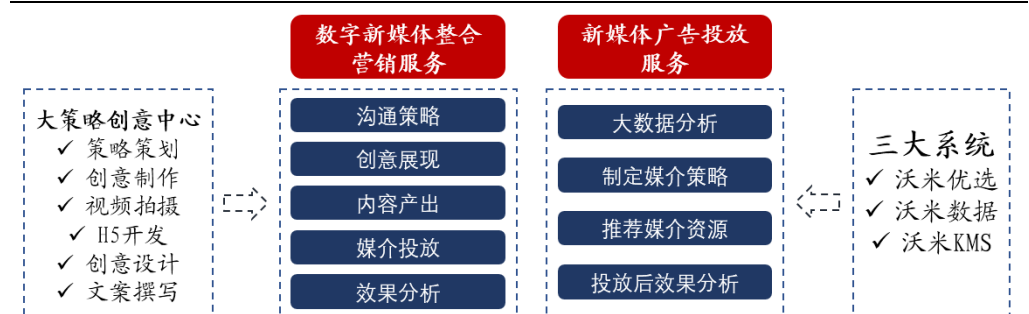 大策略创意中心
✓ 策略策划
✓ 创意制作
✓ 视频拍摄
✓ H5开发
✓ 创意设计
✓ 文案撰写
数字新媒体整合
营销服务
沟通策略
创意展现
内容产出
媒介投放
效果分析
新媒体广告投放
服务
大数据分析
制定媒介策略
推荐媒介资源
投放后效果分析
三大系统
✓ 沃米优选
✓ 沃米数据
✓ 沃米KMS